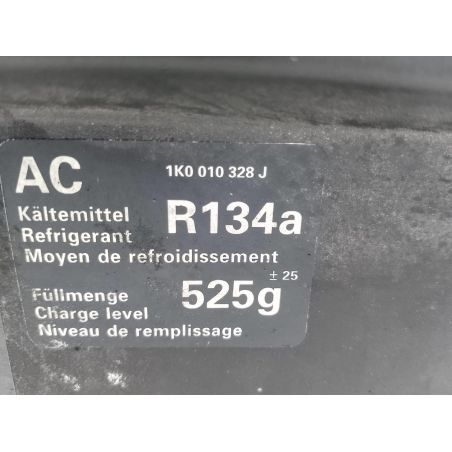 AC 1K0 010 328 J
Kältemittel R134a
Refrigerant
Moyen de refroidissement
± 25
Füllmenge 525g
Charge level
Niveau de remplissage